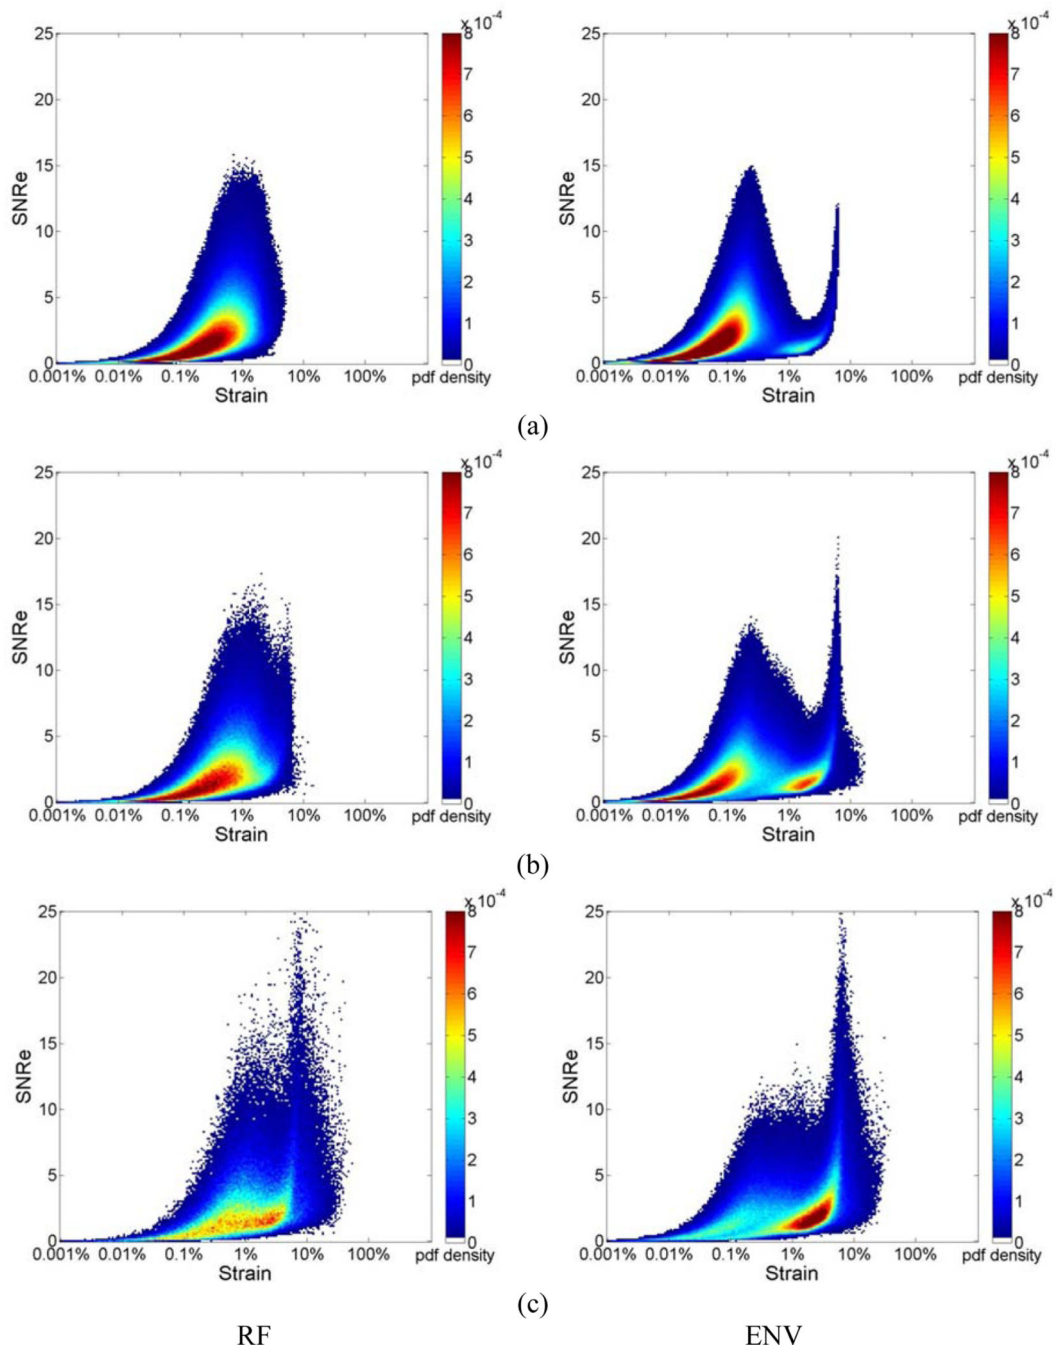 x 10⁻⁴ x 10⁻⁴
25 8 25 8
7 7
20 20
6 6
15 5 15 5
SNRe SNRe
4 4
10 10
3 3
2 2
5 5
1 1
0 0 0 0
0.001% 0.01% 0.1% 1% 10% 100% pdf density 0.001% 0.01% 0.1% 1% 10% 100% pdf density
Strain Strain
(a)
x 10⁻⁴ x 10⁻⁴
25 8 25 8
7 7
20 20
6 6
15 5 15 5
SNRe SNRe
4 4
10 10
3 3
2 2
5 5
1 1
0 0 0 0
0.001% 0.01% 0.1% 1% 10% 100% pdf density 0.001% 0.01% 0.1% 1% 10% 100% pdf density
Strain Strain
(b)
x 10⁻⁴ x 10⁻⁴
25 8 25 8
7 7
20 20
6 6
15 5 15 5
SNRe SNRe
4 4
10 10
3 3
2 2
5 5
1 1
0 0 0 0
0.001% 0.01% 0.1% 1% 10% 100% pdf density 0.001% 0.01% 0.1% 1% 10% 100% pdf density
Strain Strain
(c)
RF ENV